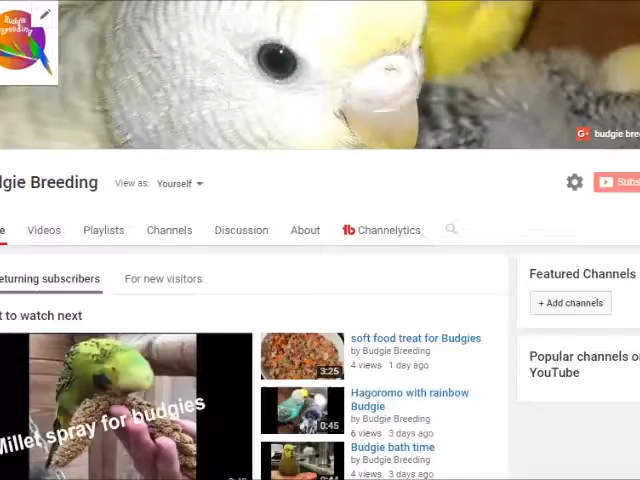 Budgie
Breeding
budgie bree
dgie Breeding
View as: Yourself
Subs
e Videos Playlists Channels Discussion About Channelytics
eturning subscribers For new visitors
t to watch next
Featured Channels
+ Add channels
Popular channels on
YouTube
Millet spray for budgies
soft food treat for Budgies
by Budgie Breeding
4 views 1 day ago
3:25
Hagoromo with rainbow
Budgie
by Budgie Breeding
6 views 3 days ago
0:45
Budgie bath time
by Budgie Breeding
4 views 3 days ago